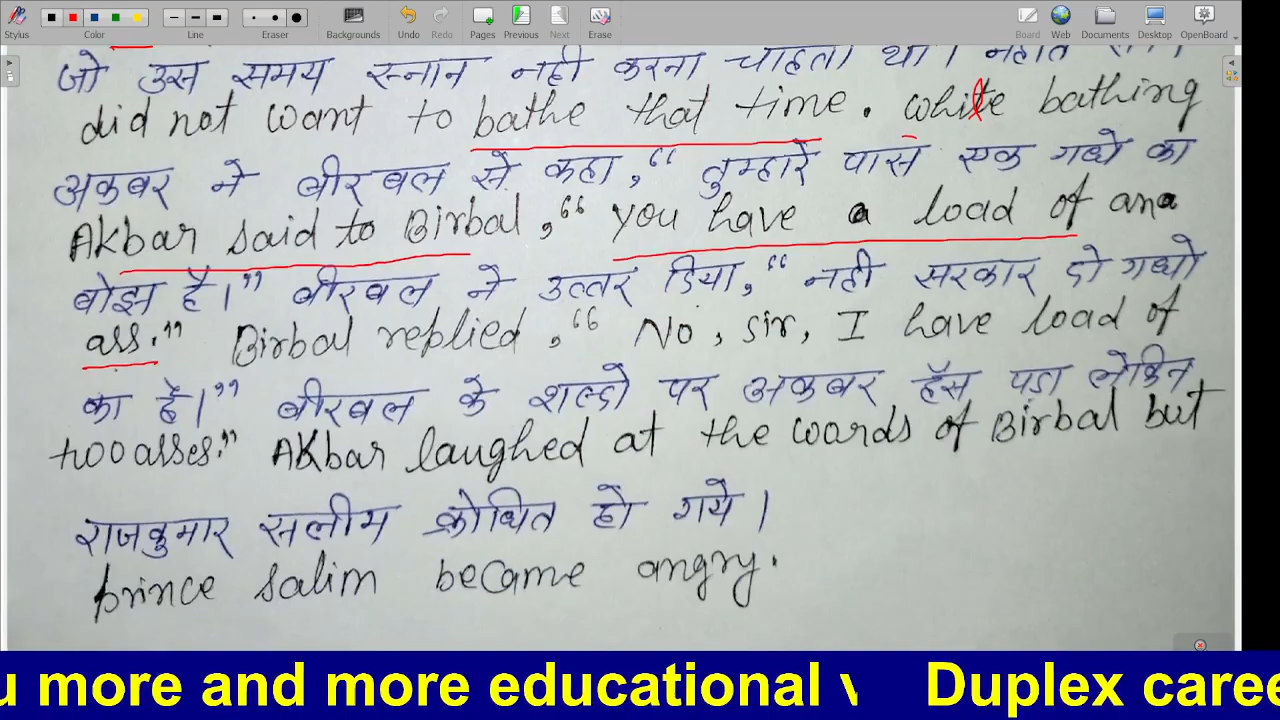 Stylus Color Line Eraser Backgrounds Undo Redo Pages Previous Next Erase Board Web Documents Desktop OpenBoard
जो उस समय स्नान नही करना चाहता था। नहाते
did not want to bathe that time. while bathing
अकबर ने बीरबल से कहा, “ तुम्हारे पास एक गधे का
Akbar said to Birbal, “ you have a load of an
बोझ है।” बीरबल ने उत्तर दिया, “ नही सरकार दो गधो
ass.” Birbal replied, “ No, sir, I have load of
का है।” बीरबल के शब्दो पर अकबर हँस पड़ा लेकिन
two asses.” Akbar laughed at the words of Birbal but
राजकुमार सलीम क्रोधित हो गये।
prince salim became angry.
u more and more educational v Duplex caree